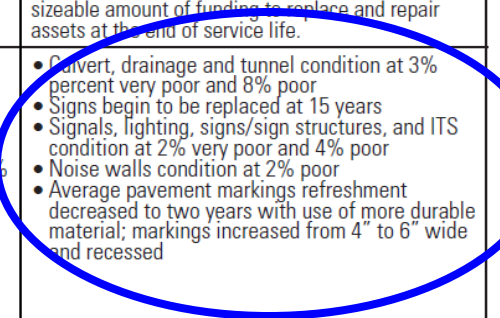 sizeable amount of funding to replace and repair
assets at the end of service life.
• Culvert, drainage and tunnel condition at 3%
percent very poor and 8% poor
• Signs begin to be replaced at 15 years
• Signals, lighting, signs/sign structures, and ITS
condition at 2% very poor and 4% poor
%
• Noise walls condition at 2% poor
• Average pavement markings refreshment
decreased to two years with use of more durable
material; markings increased from 4” to 6” wide
and recessed